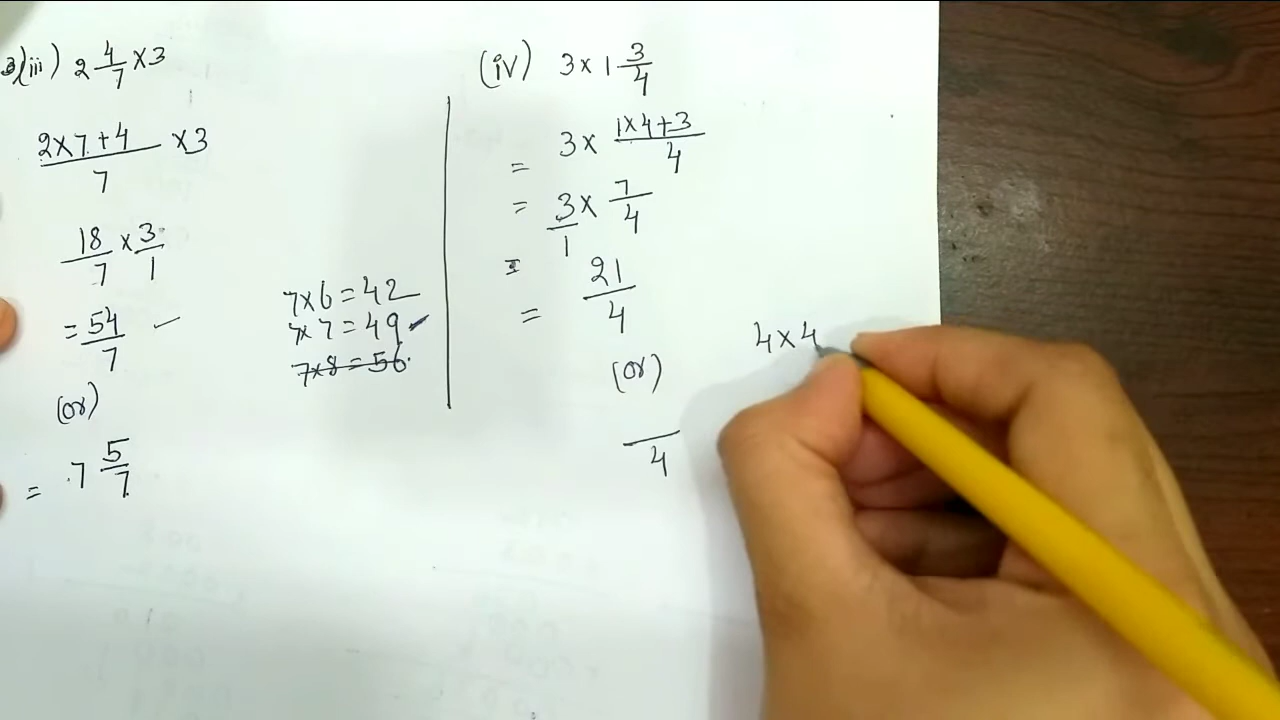 3)(iii) 2 4/7 x 3
2x7+4/7 x3
18/7 x 3/1
= 54/7 ✓
(or)
= 7 5/7
7x6=42
7x7=49 ✓
7x8=56
(iv) 3 x 1 3/4
= 3 x 1x4+3/4
= 3/1 x 7/4
= 21/4
(or)
/4
4x4